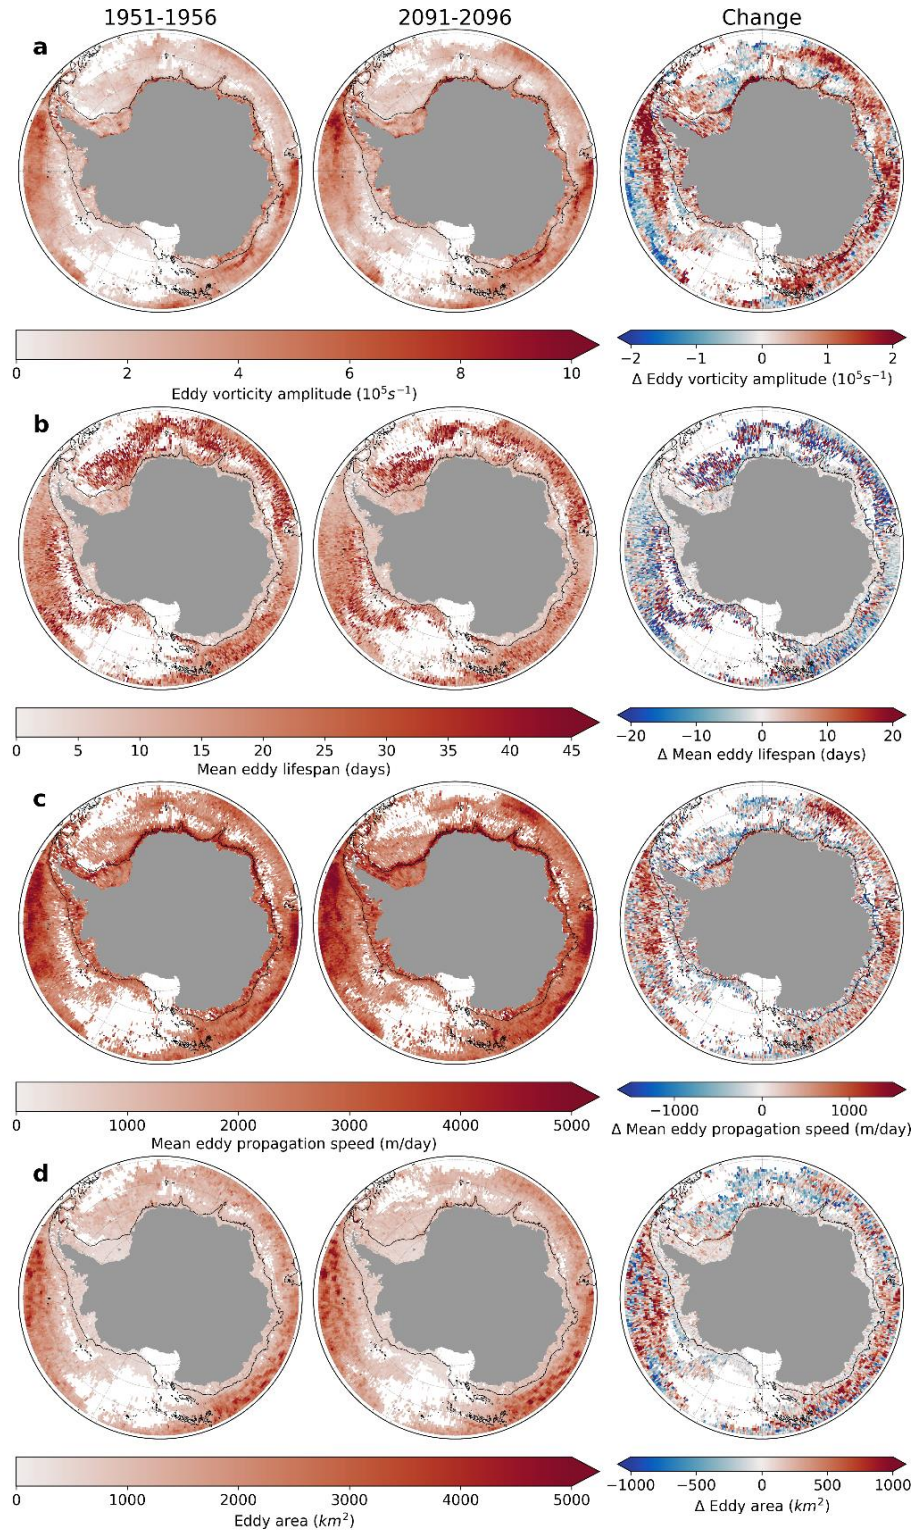 1951-1956 2091-2096 Change
a
0 2 4 6 8 10 −2 −1 0 1 2
Eddy vorticity amplitude (10⁵s⁻¹) Δ Eddy vorticity amplitude (10⁵s⁻¹)
b
0 5 10 15 20 25 30 35 40 45 −20 −10 0 10 20
Mean eddy lifespan (days) Δ Mean eddy lifespan (days)
c
0 1000 2000 3000 4000 5000 −1000 0 1000
Mean eddy propagation speed (m/day) Δ Mean eddy propagation speed (m/day)
d
0 1000 2000 3000 4000 5000 −1000 −500 0 500 1000
Eddy area (km²) Δ Eddy area (km²)